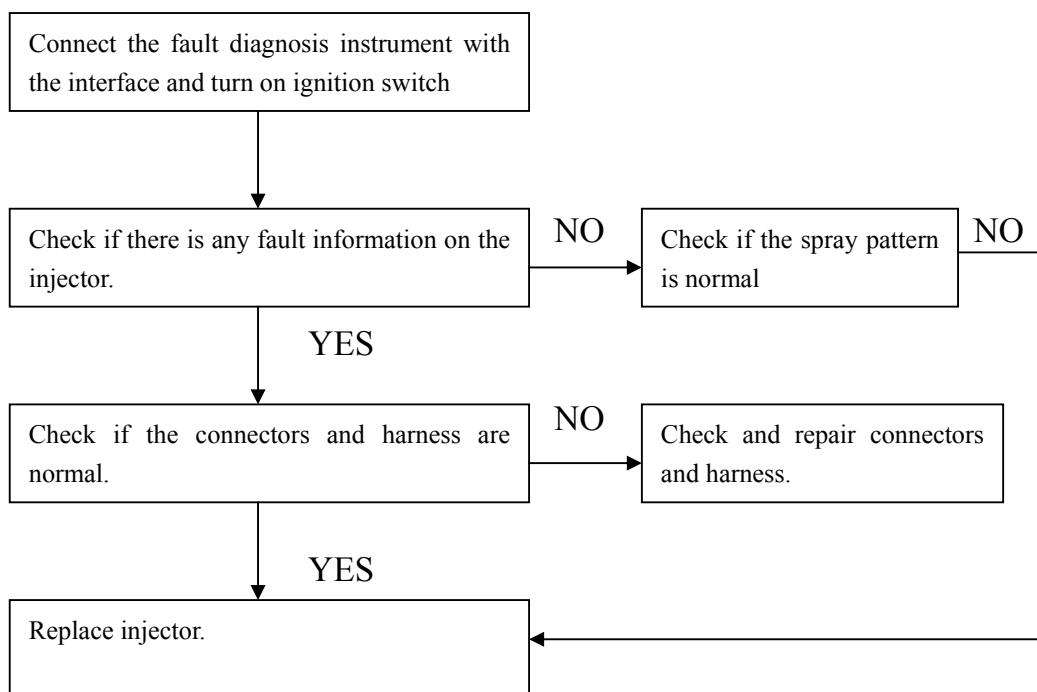 Connect the fault diagnosis instrument with
the interface and turn on ignition switch
Check if there is any fault information on the
injector.
NO
Check if the spray pattern
is normal
NO
YES
Check if the connectors and harness are
normal.
NO
Check and repair connectors
and harness.
YES
Replace injector.